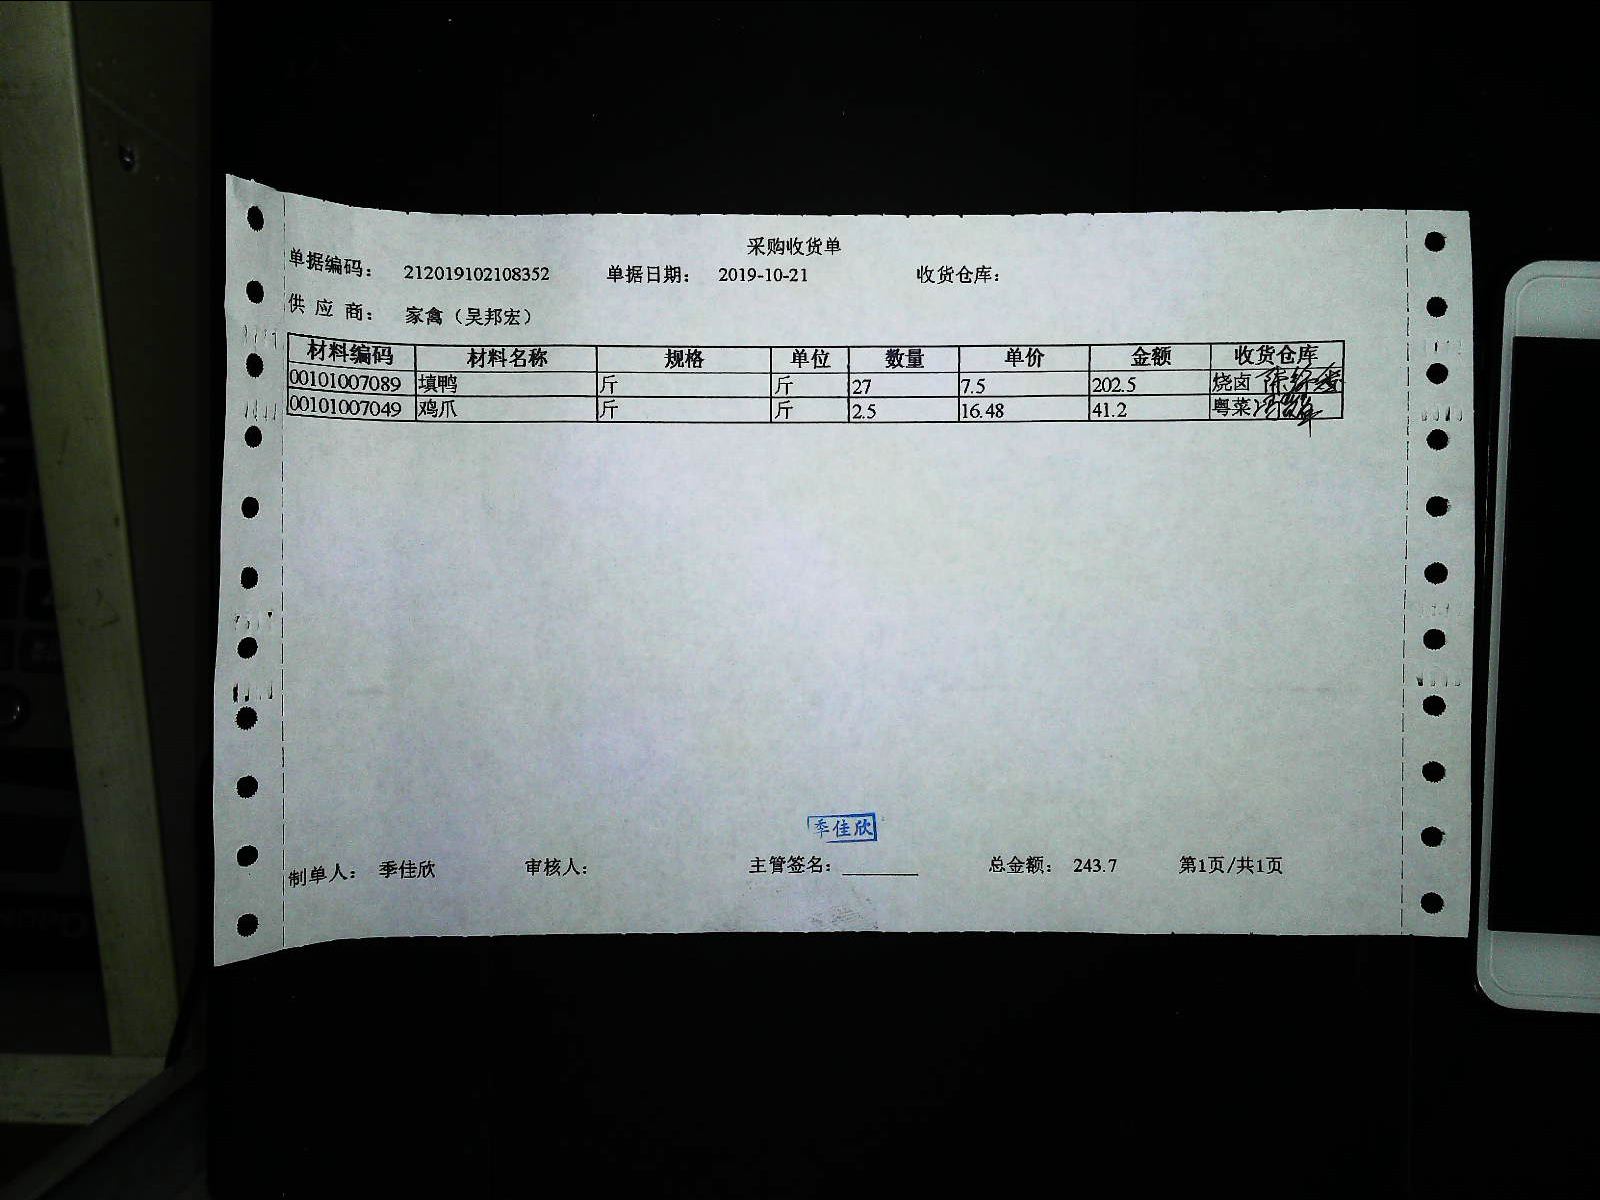 采购收货单
单据编码： 212019102108352 单据日期： 2019-10-21 收货仓库：
供 应 商： 家禽（吴邦宏）
材料编码 材料名称 规格 单位 数量 单价 金额 收货仓库
00101007089 填鸭 斤 斤 27 7.5 202.5 烧卤
00101007049 鸡爪 斤 斤 2.5 16.48 41.2 粤菜
季佳欣
制单人： 季佳欣 审核人： 主管签名： 总金额： 243.7 第1页/共1页